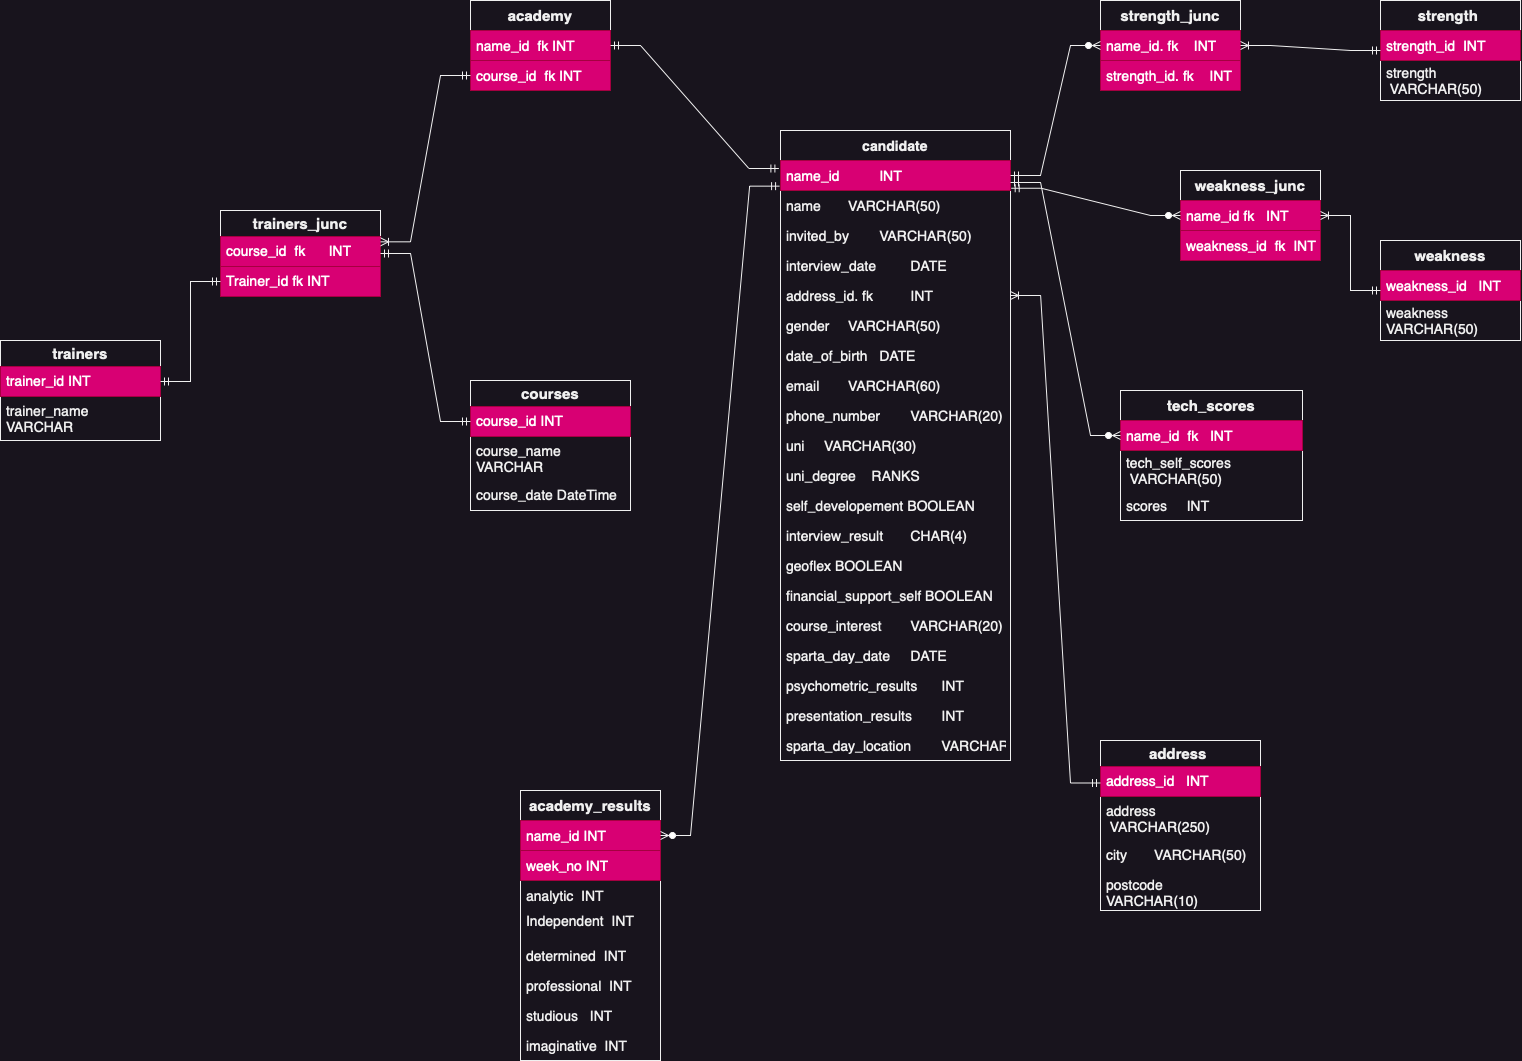 academy
name_id fk INT
course_id fk INT
strength_junc
name_id. fk INT
strength_id. fk INT
strength
strength_id INT
strength
VARCHAR(50)
candidate
name_id INT
name VARCHAR(50)
invited_by VARCHAR(50)
interview_date DATE
address_id. fk INT
gender VARCHAR(50)
date_of_birth DATE
email VARCHAR(60)
phone_number VARCHAR(20)
uni VARCHAR(30)
uni_degree RANKS
self_developement BOOLEAN
interview_result CHAR(4)
geoflex BOOLEAN
financial_support_self BOOLEAN
course_interest VARCHAR(20)
sparta_day_date DATE
psychometric_results INT
presentation_results INT
sparta_day_location VARCHAR
weakness_junc
name_id fk INT
weakness_id fk INT
weakness
weakness_id INT
weakness
VARCHAR(50)
trainers_junc
course_id fk INT
Trainer_id fk INT
trainers
trainer_id INT
trainer_name
VARCHAR
courses
course_id INT
course_name
VARCHAR
course_date DateTime
tech_scores
name_id fk INT
tech_self_scores
VARCHAR(50)
scores INT
address
address_id INT
address
VARCHAR(250)
city VARCHAR(50)
postcode
VARCHAR(10)
academy_results
name_id INT
week_no INT
analytic INT
Independent INT
determined INT
professional INT
studious INT
imaginative INT